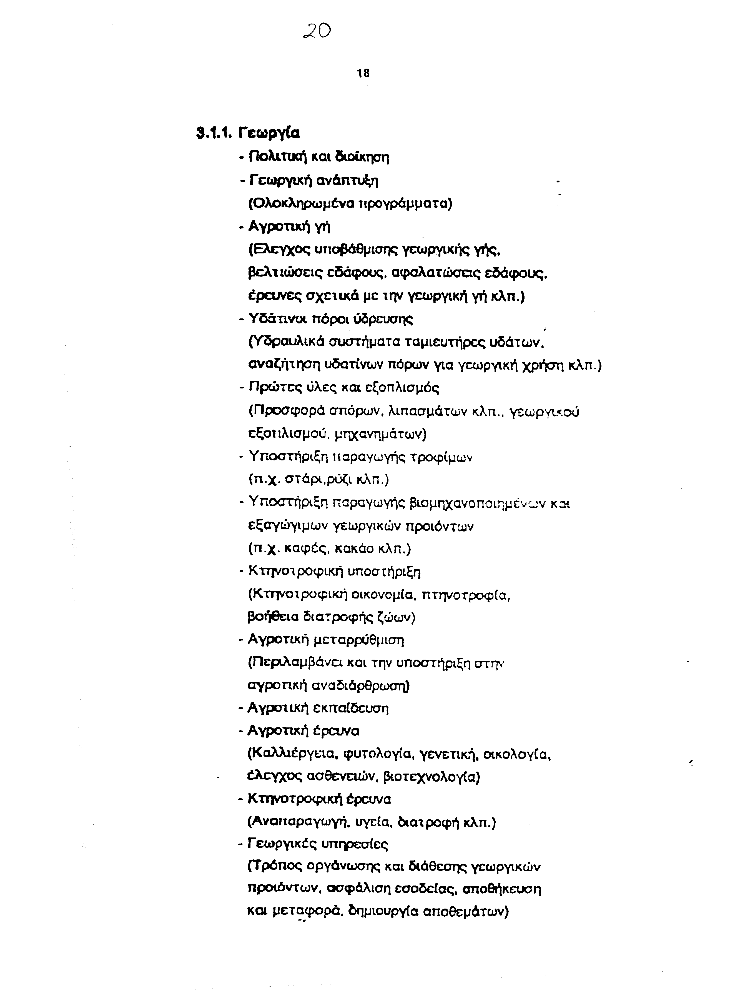 20
18
3.1.1. Γεωργία
- Πολιτική και διοίκηση
- Γεωργική ανάπτυξη
(Ολοκληρωμένα προγράμματα)
- Αγροτική γή
(Ελεγχος υποβάθμισης γεωργικής γής,
βελτιώσεις εδάφους, αφαλατώσεις εδάφους,
έρευνες σχετικά με την γεωργική γή κλπ.)
- Υδάτινοι πόροι ύδρευσης
(Υδραυλικά συστήματα ταμιευτήρες υδάτων,
αναζήτηση υδατίνων πόρων για γεωργική χρήση κλπ.)
- Πρώτες ύλες και εξοπλισμός
(Προσφορά σπόρων, λιπασμάτων κλπ., γεωργικού
εξοπλισμού, μηχανημάτων)
- Υποστήριξη παραγωγής τροφίμων
(π.χ. στάρι,ρύζι κλπ.)
- Υποστήριξη παραγωγής βιομηχανοποιημένων και
εξαγώγιμων γεωργικών προιόντων
(π.χ. καφές, κακάο κλπ.)
- Κτηνοτροφική υποστήριξη
(Κτηνοτροφική οικονομία, πτηνοτροφία,
βοήθεια διατροφής ζώων)
- Αγροτική μεταρρύθμιση
(Περιλαμβάνει και την υποστήριξη στην
αγροτική αναδιάρθρωση)
- Αγροτική εκπαίδευση
- Αγροτική έρευνα
(Καλλιέργεια, φυτολογία, γενετική, οικολογία,
έλεγχος ασθενειών, βιοτεχνολογία)
- Κτηνοτροφική έρευνα
(Αναπαραγωγή, υγεία, διατροφή κλπ.)
- Γεωργικές υπηρεσίες
(Τρόπος οργάνωσης και διάθεσης γεωργικών
προιόντων, ασφάλιση εσοδείας, αποθήκευση
και μεταφορά, δημιουργία αποθεμάτων)